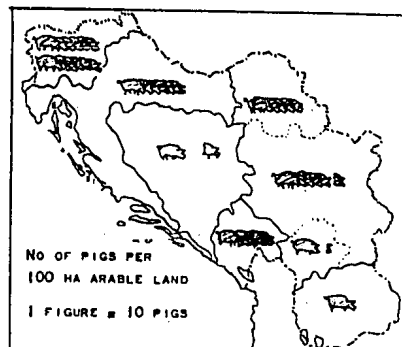 No OF PIGS PER
100 HA ARABLE LAND
1 FIGURE = 10 PIGS